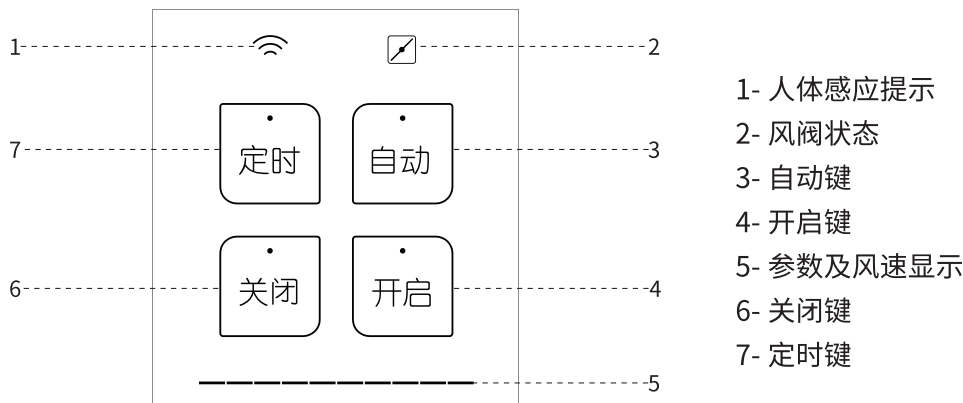 1
2
7
定时
自动
3
6
关闭
开启
4
5
1- 人体感应提示
2- 风阀状态
3- 自动键
4- 开启键
5- 参数及风速显示
6- 关闭键
7- 定时键